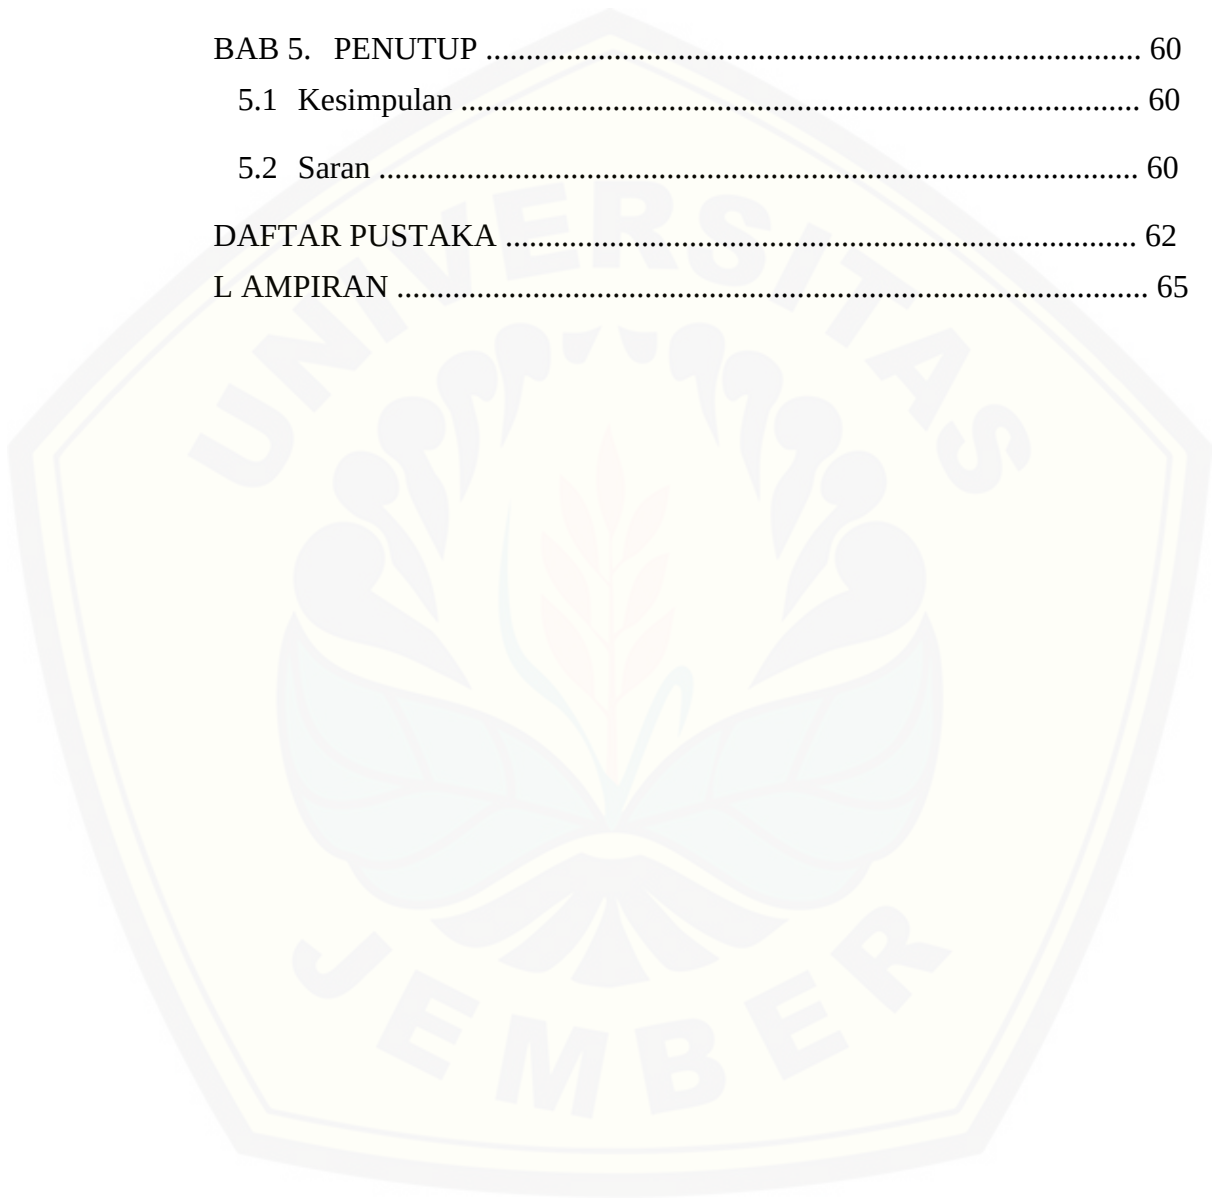 BAB 5. PENUTUP ................................................................................. 60
5.1 Kesimpulan .................................................................................... 60
5.2 Saran .............................................................................................. 60
DAFTAR PUSTAKA .............................................................................. 62
L AMPIRAN ............................................................................................. 65
UNIVERSITAS
JEMBER